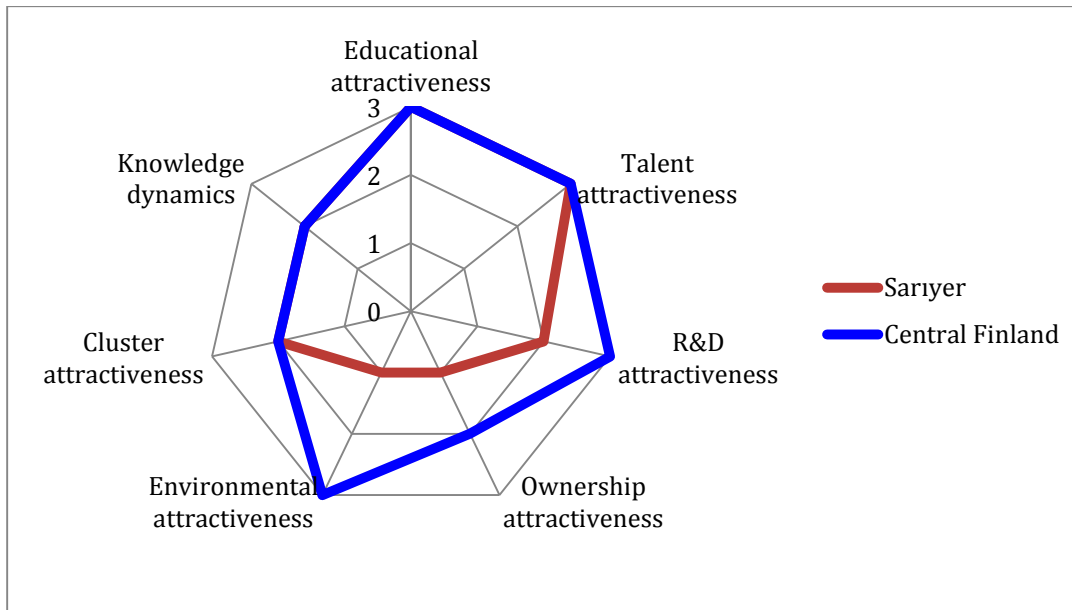 Educational
attractiveness
3
Knowledge
dynamics
Talent
attractiveness
2
1
0
Sarıyer
Central Finland
Cluster
attractiveness
R&D
attractiveness
Environmental
attractiveness
Ownership
attractiveness